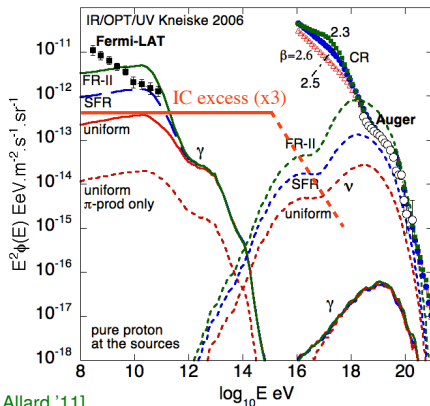 IR/OPT/UV Kneiske 2006
Fermi-LAT
FR-II
SFR
uniform
IC excess (x3)
uniform
π-prod only
γ
pure proton
at the sources
2.3
β=2.6
2.5
CR
Auger
FR-II
SFR
ν
uniform
γ
E²φ(E) EeV.m⁻².s⁻¹.sr¹
10⁻¹¹
10⁻¹²
10⁻¹³
10⁻¹⁴
10⁻¹⁵
10⁻¹⁶
10⁻¹⁷
10⁻¹⁸
8 10 12 14 16 18 20
log₁₀E eV
Allard '11]